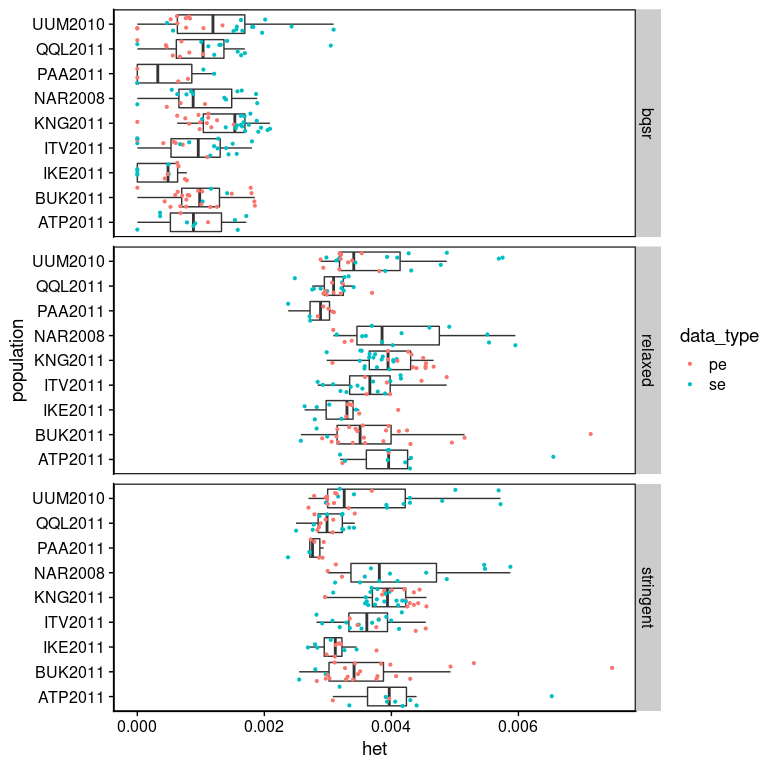 UUM2010
QQL2011
PAA2011
NAR2008
KNG2011
ITV2011
IKE2011
BUK2011
ATP2011
bqsr
UUM2010
QQL2011
PAA2011
NAR2008
KNG2011
ITV2011
IKE2011
BUK2011
ATP2011
relaxed
UUM2010
QQL2011
PAA2011
NAR2008
KNG2011
ITV2011
IKE2011
BUK2011
ATP2011
stringent
population
0.000 0.002 0.004 0.006
het
data_type
pe
se